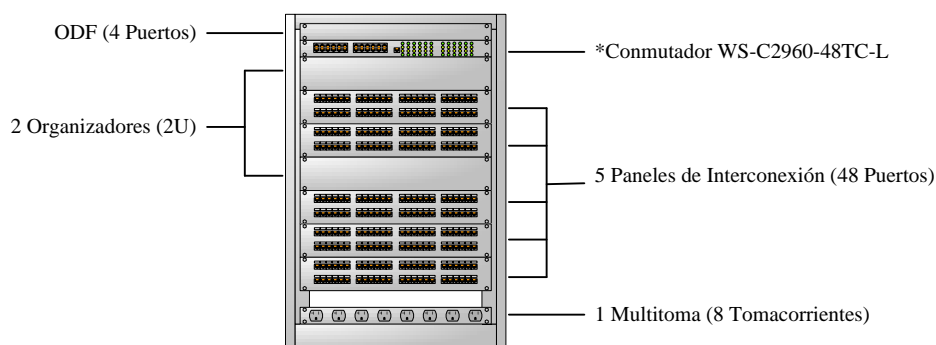 ODF (4 Puertos)
*Conmutador WS-C2960-48TC-L
2 Organizadores (2U)
5 Paneles de Interconexión (48 Puertos)
1 Multitoma (8 Tomacorrientes)